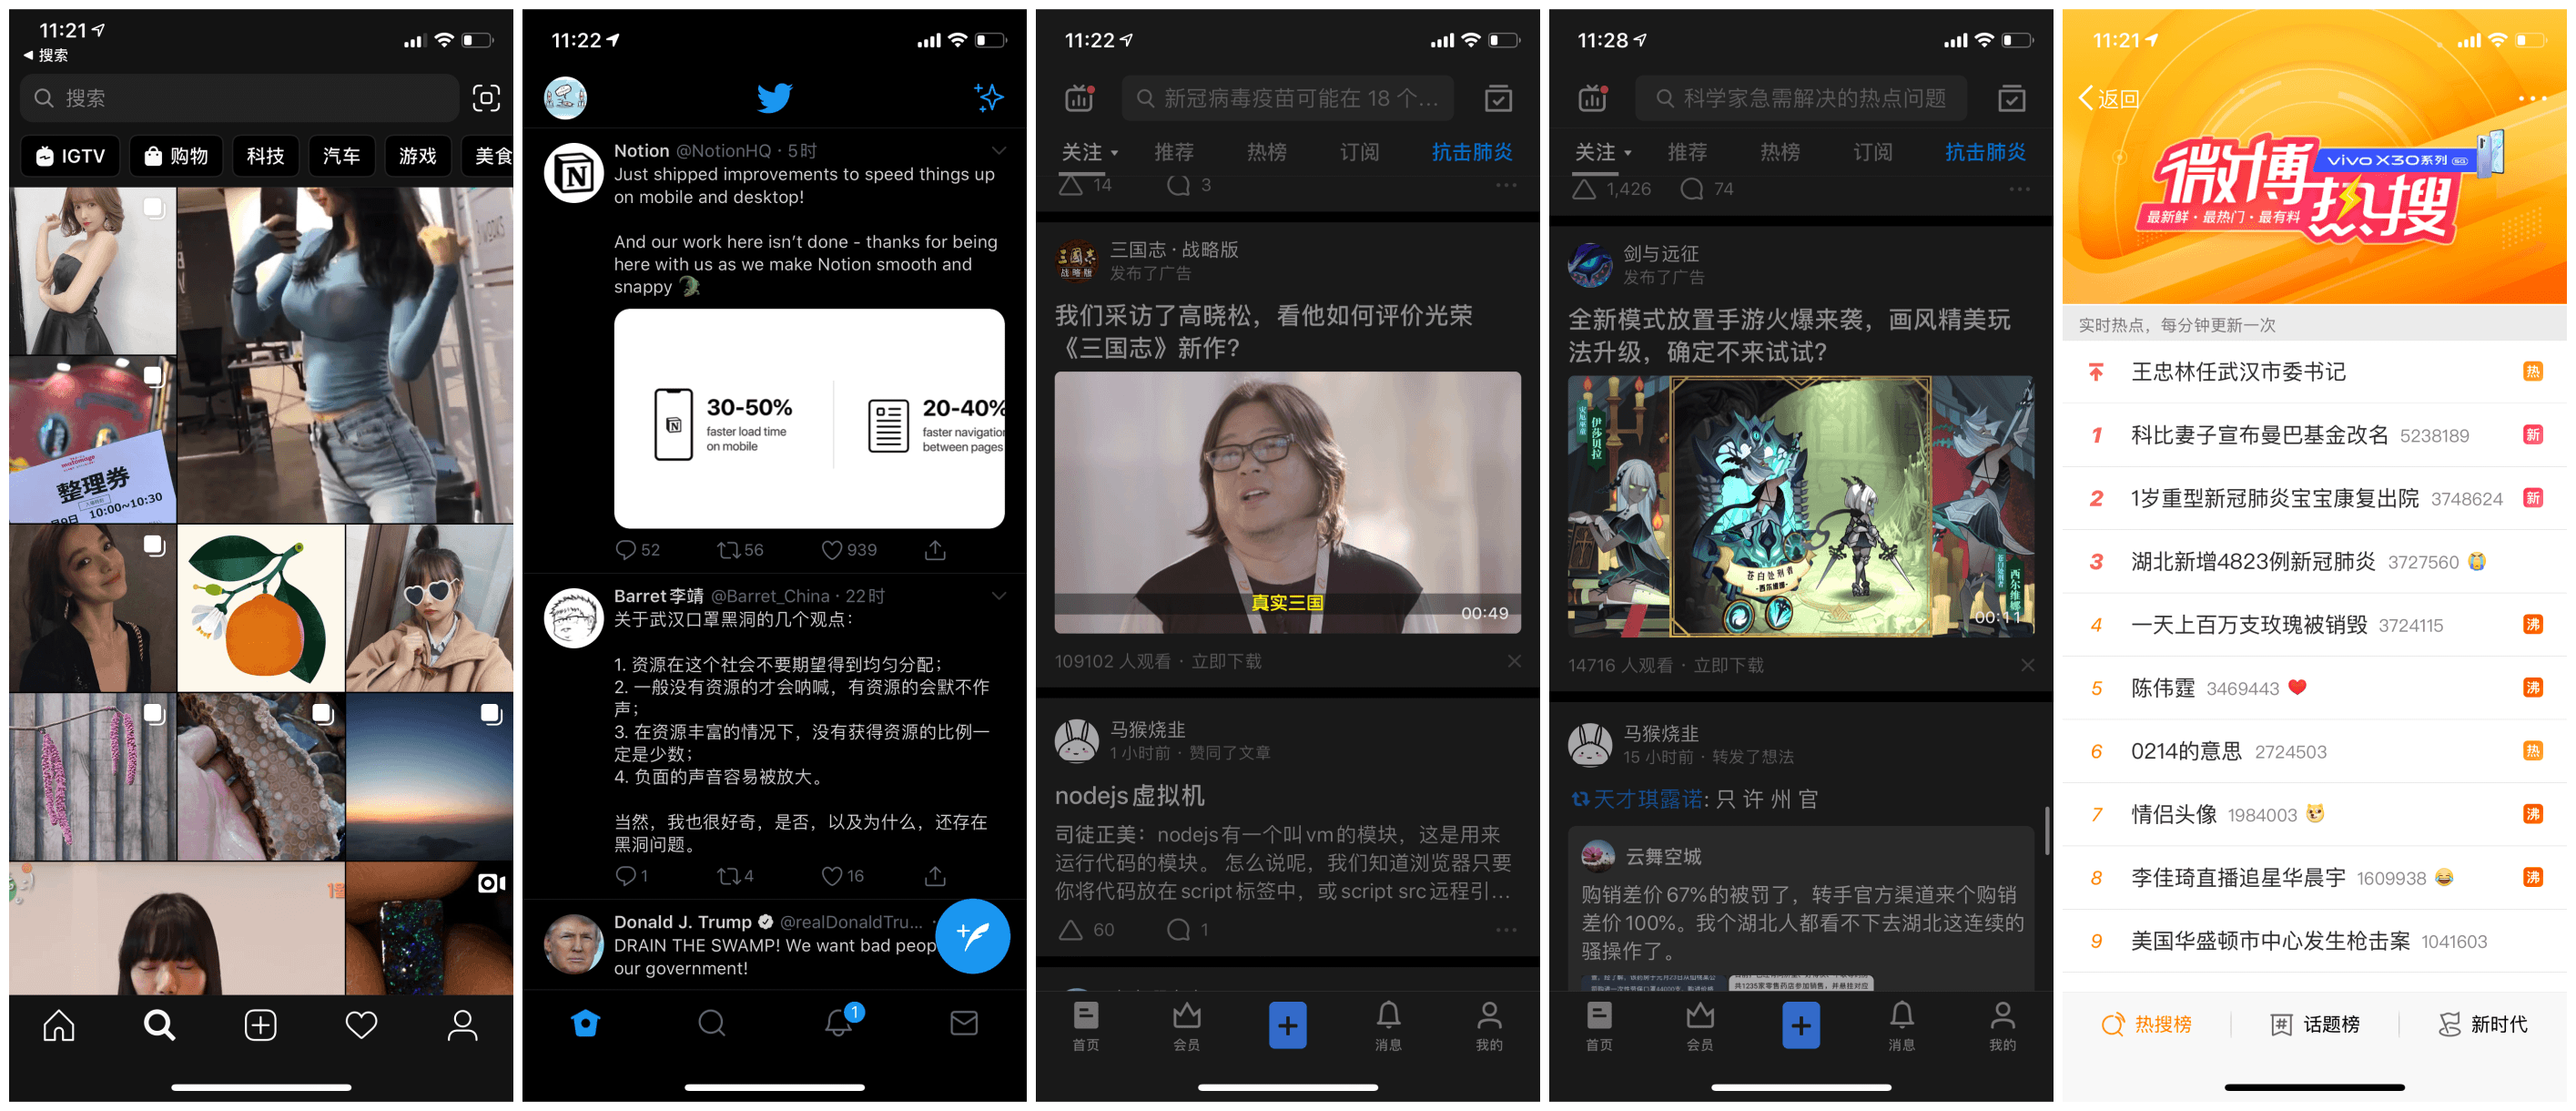 11:21
搜索
搜索
IGTV
购物
科技
汽车
游戏
美食
整理券
10:00~10:30
11:22
Notion @NotionHQ · 5时
Just shipped improvements to speed things up
on mobile and desktop!
And our work here isn't done - thanks for being
here with us as we make Notion smooth and
snappy 🐊
30-50%
faster load time
on mobile
20-40%
faster navigation
between pages
52
56
939
Barret李靖 @Barret_China · 22时
关于武汉口罩黑洞的几个观点：
1. 资源在这个社会不要期望得到均匀分配；
2. 一般没有资源的才会呐喊，有资源的会默不作
声；
3. 在资源丰富的情况下，没有获得资源的比例一
定是少数；
4. 负面的声音容易被放大。
当然，我也很好奇，是否，以及为什么，还存在
黑洞问题。
1
4
16
Donald J. Trump @realDonaldTru... ·
DRAIN THE SWAMP! We want bad peop
our government!
1
11:22
新冠病毒疫苗可能在 18 个...
关注
推荐
热榜
订阅
抗击肺炎
14
3
三国志 · 战略版
发布了广告
我们采访了高晓松，看他如何评价光荣
《三国志》新作？
真实三国
00:49
109102 人观看 · 立即下载
马猴烧韭
1 小时前 · 赞同了文章
nodejs虚拟机
司徒正美：nodejs有一个叫vm的模块，这是用来
运行代码的模块。 怎么说呢，我们知道浏览器只要
你将代码放在script标签中，或script src远程引...
60
1
首页
会员
消息
我的
11:28
科学家急需解决的热点问题
关注
推荐
热榜
订阅
抗击肺炎
1,426
74
剑与远征
发布了广告
全新模式放置手游火爆来袭，画风精美玩
法升级，确定不来试试？
伊莎贝拉
苍白处刑者
西尔维娜
00:11
14716 人观看 · 立即下载
马猴烧韭
15 小时前 · 转发了想法
天才琪露诺: 只 许 州 官
云舞空城
购销差价67%的被罚了，转手官方渠道来个购销
差价100%。我个湖北人都看不下去湖北这连续的
骚操作了。
首页
会员
消息
我的
11:21
返回
微博
vivo X30系列 5G
热搜
最新鲜 · 最热门 · 最有料
实时热点，每分钟更新一次
王忠林任武汉市委书记 热
1 科比妻子宣布曼巴基金改名 5238189 新
2 1岁重型新冠肺炎宝宝康复出院 3748624 新
3 湖北新增4823例新冠肺炎 3727560 😭
4 一天上百万支玫瑰被销毁 3724115 沸
5 陈伟霆 3469443 ❤️ 沸
6 0214的意思 2724503 热
7 情侣头像 1984003 沸
8 李佳琦直播追星华晨宇 1609938 😂 沸
9 美国华盛顿市中心发生枪击案 1041603
热搜榜
话题榜
新时代